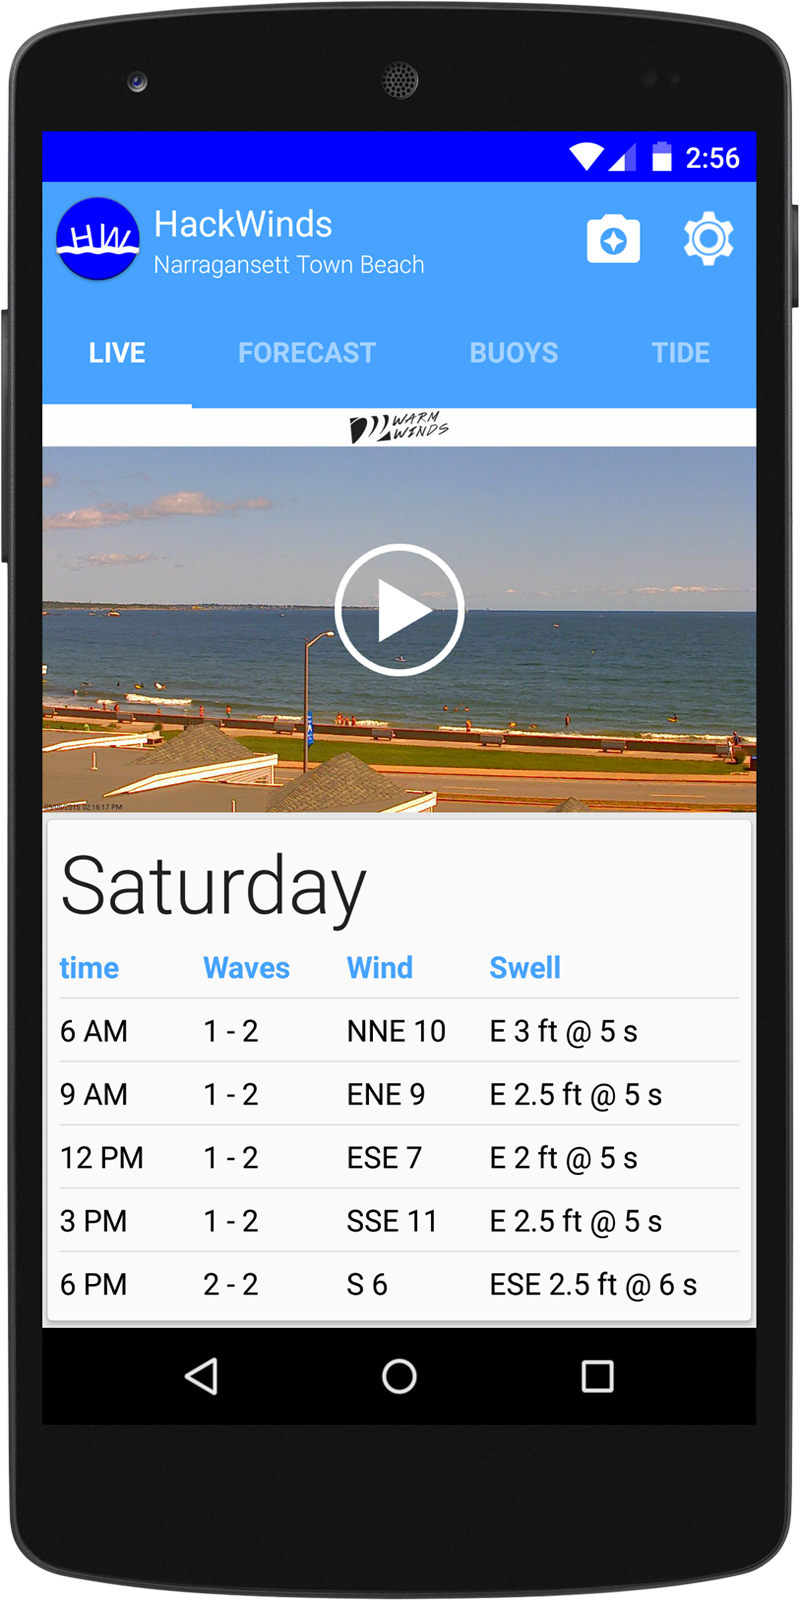 2:56
HW
HackWinds
Narragansett Town Beach
LIVE FORECAST BUOYS TIDE
WARM
WINDS
Saturday
time Waves Wind Swell
6 AM 1 - 2 NNE 10 E 3 ft @ 5 s
9 AM 1 - 2 ENE 9 E 2.5 ft @ 5 s
12 PM 1 - 2 ESE 7 E 2 ft @ 5 s
3 PM 1 - 2 SSE 11 E 2.5 ft @ 5 s
6 PM 2 - 2 S 6 ESE 2.5 ft @ 6 s